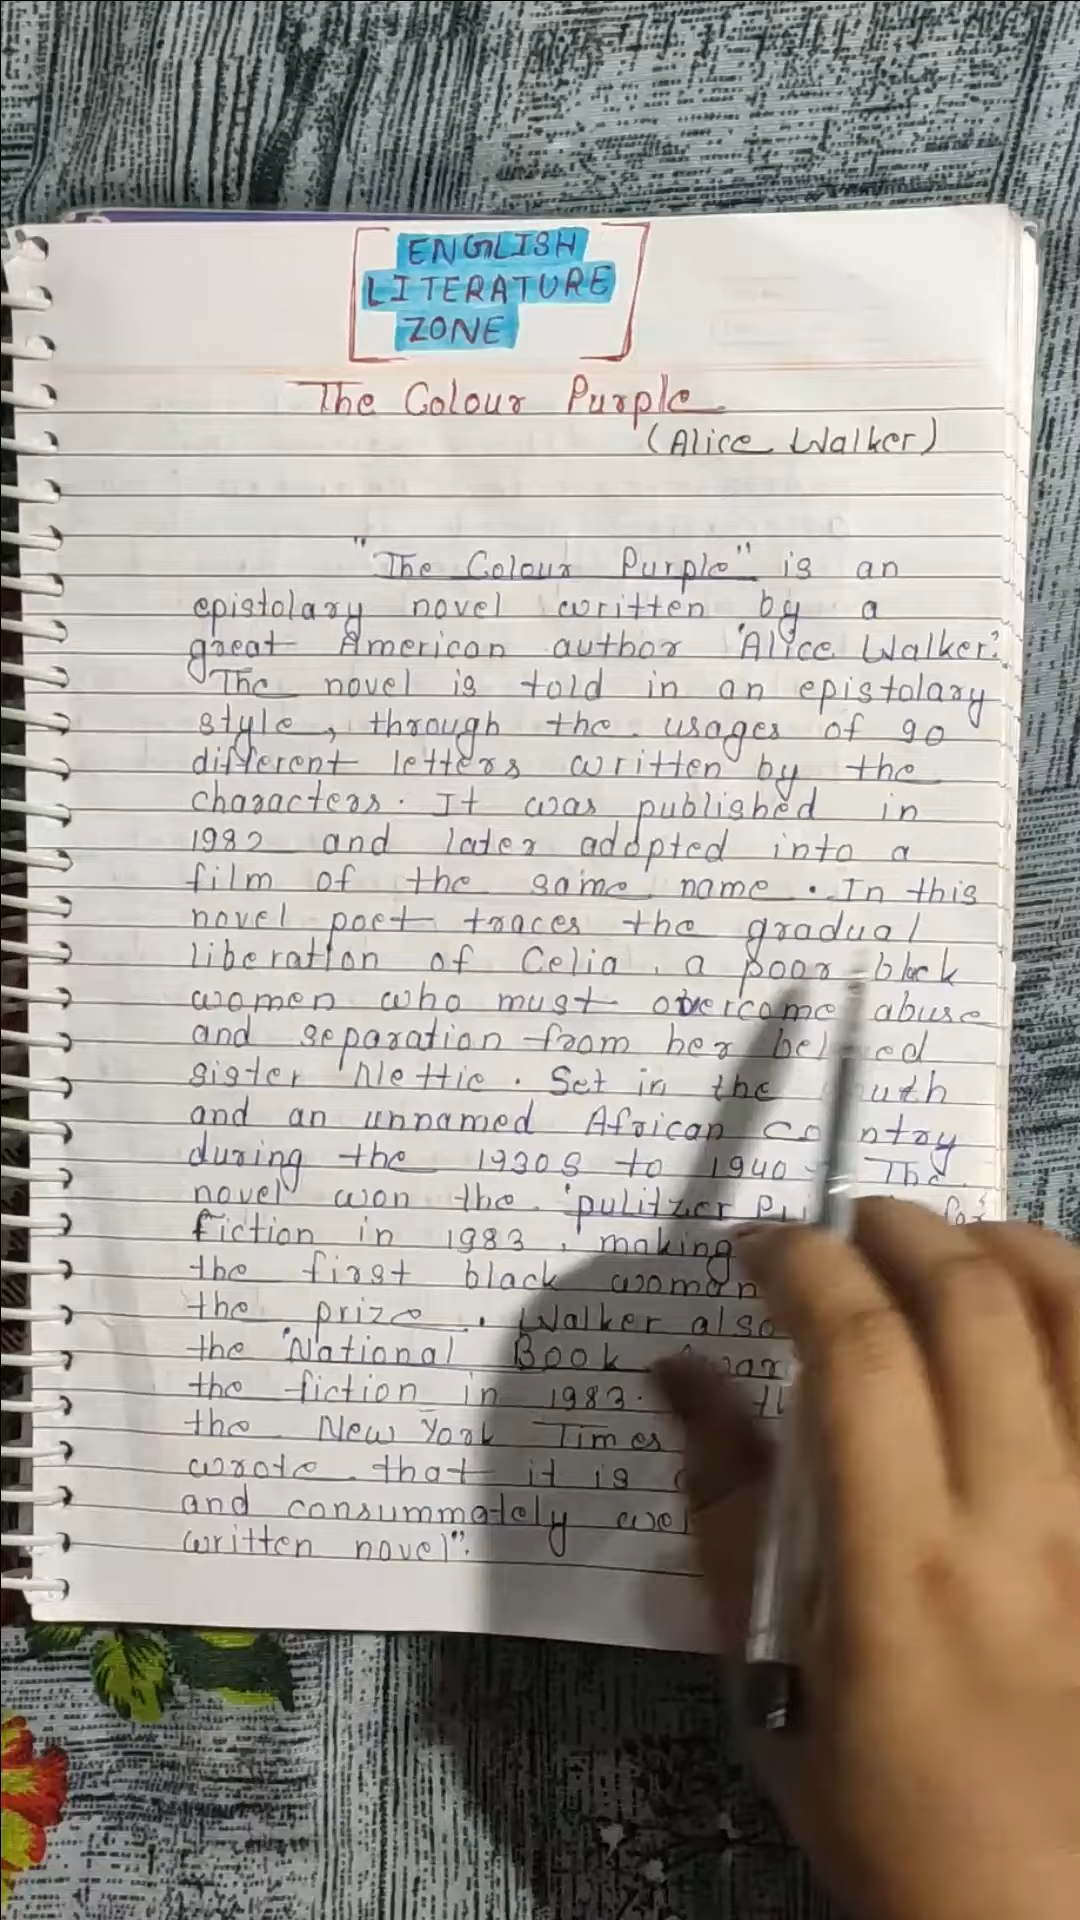 ENGLISH
LITERATURE
ZONE
The Colour Purple
(Alice Walker)
"The Colour Purple" is an
epistolary novel written by a
great American author 'Alice Walker'.
The novel is told in an epistolary
style, through the usages of 90
different letters written by the
characters. It was published in
1982 and later adopted into a
film of the same name. In this
novel poet traces the gradual
liberation of Celia, a poor black
women who must overcome abuse
and separation from her
sister Nettie. Set in the
and an unnamed African
during the 1930s to 1940. The
novel won the 'pulitzer for'
fiction in 1983, making
the first black woman
the prize. Walker also
the 'National Book
the fiction in 1983.
the New York Times
wrote that it is
and consummately
written novel".